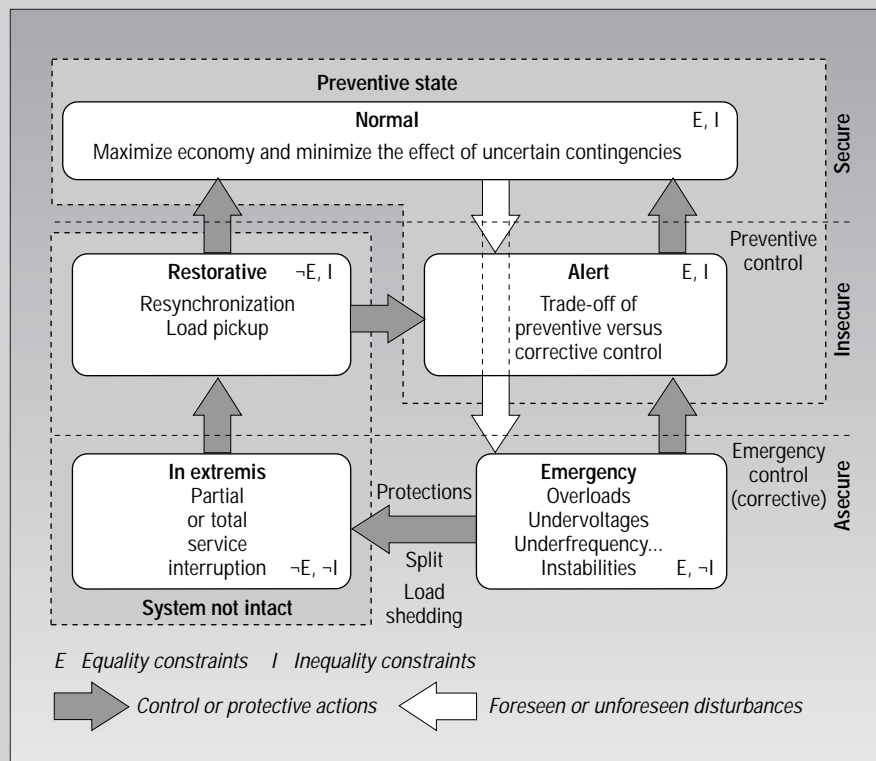 Preventive state
Normal E, I
Maximize economy and minimize the effect of uncertain contingencies
Secure
Preventive
control
Restorative ¬E, I
Resynchronization
Load pickup
Alert E, I
Trade-off of
preventive versus
corrective control
Insecure
Emergency
control
(corrective)
In extremis
Partial
or total
service
interruption ¬E, ¬I
Protections
Split
Load
shedding
Emergency
Overloads
Undervoltages
Underfrequency...
Instabilities E, ¬I
Asecure
System not intact
E Equality constraints I Inequality constraints
Control or protective actions
Foreseen or unforeseen disturbances